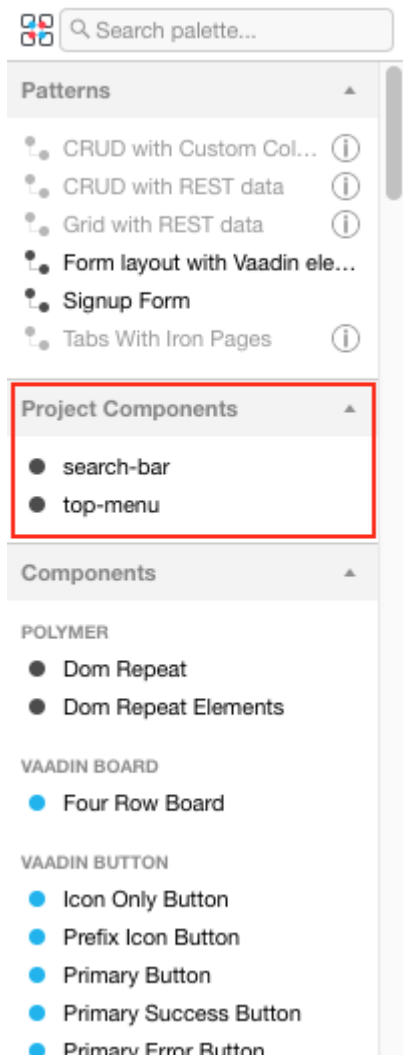 Search palette...
Patterns
CRUD with Custom Col...
CRUD with REST data
Grid with REST data
Form layout with Vaadin ele...
Signup Form
Tabs With Iron Pages
Project Components
search-bar
top-menu
Components
POLYMER
Dom Repeat
Dom Repeat Elements
VAADIN BOARD
Four Row Board
VAADIN BUTTON
Icon Only Button
Prefix Icon Button
Primary Button
Primary Success Button
Primary Error Button